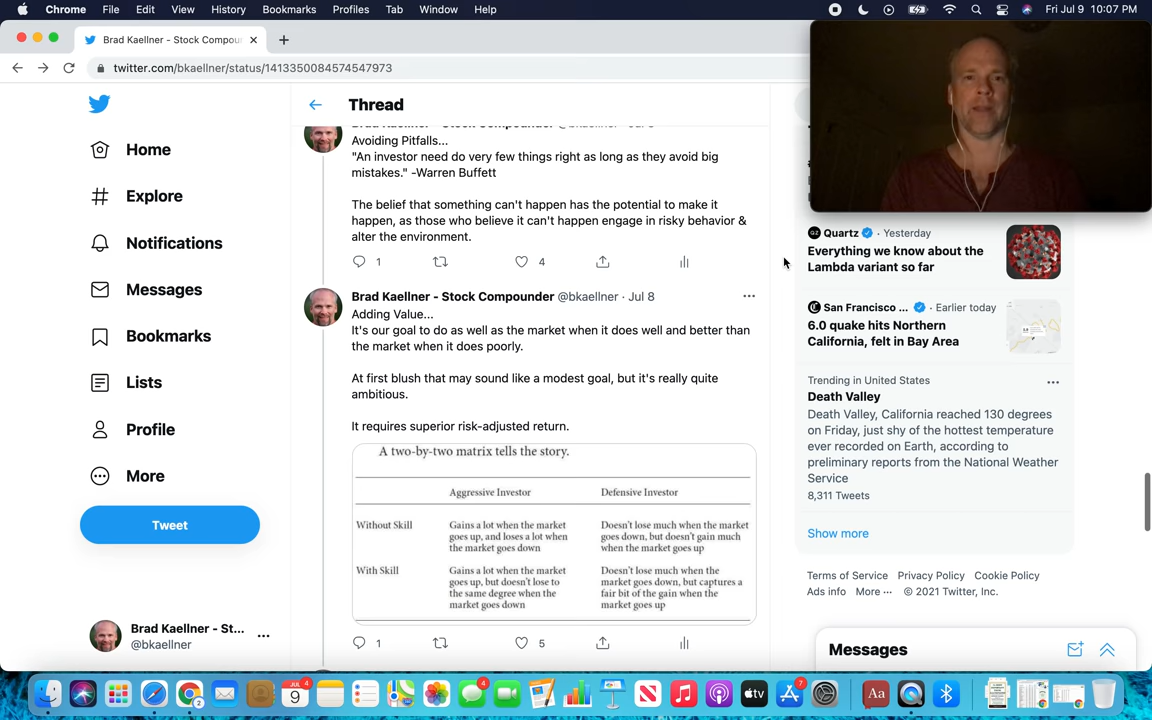 Chrome File Edit View History Bookmarks Profiles Tab Window Help Fri Jul 9 10:07 PM
Brad Kaellner - Stock Compou
twitter.com/bkaellner/status/1413350084574547973
Home
Explore
Notifications
Messages
Bookmarks
Lists
Profile
More
Tweet
Brad Kaellner - St...
@bkaellner
Thread
Avoiding Pitfalls...
"An investor need do very few things right as long as they avoid big
mistakes." -Warren Buffett
The belief that something can't happen has the potential to make it
happen, as those who believe it can't happen engage in risky behavior &
alter the environment.
1 4
Brad Kaellner - Stock Compounder @bkaellner · Jul 8
Adding Value...
It's our goal to do as well as the market when it does well and better than
the market when it does poorly.
At first blush that may sound like a modest goal, but it's really quite
ambitious.
It requires superior risk-adjusted return.
A two-by-two matrix tells the story.
Aggressive Investor Defensive Investor
Without Skill Gains a lot when the market Doesn't lose much when the market
goes up, and loses a lot when goes down, but doesn't gain much
the market goes down when the market goes up
With Skill Gains a lot when the market Doesn't lose much when the
goes up, but doesn't lose to market goes down, but captures a
the same degree when the fair bit of the gain when the
market goes down market goes up
1 5
Quartz · Yesterday
Everything we know about the
Lambda variant so far
San Francisco ... · Earlier today
6.0 quake hits Northern
California, felt in Bay Area
Trending in United States
Death Valley
Death Valley, California reached 130 degrees
on Friday, just shy of the hottest temperature
ever recorded on Earth, according to
preliminary reports from the National Weather
Service
8,311 Tweets
Show more
Terms of Service Privacy Policy Cookie Policy
Ads info More ··· © 2021 Twitter, Inc.
Messages
JUL 9 4 2 4 7 tv Aa